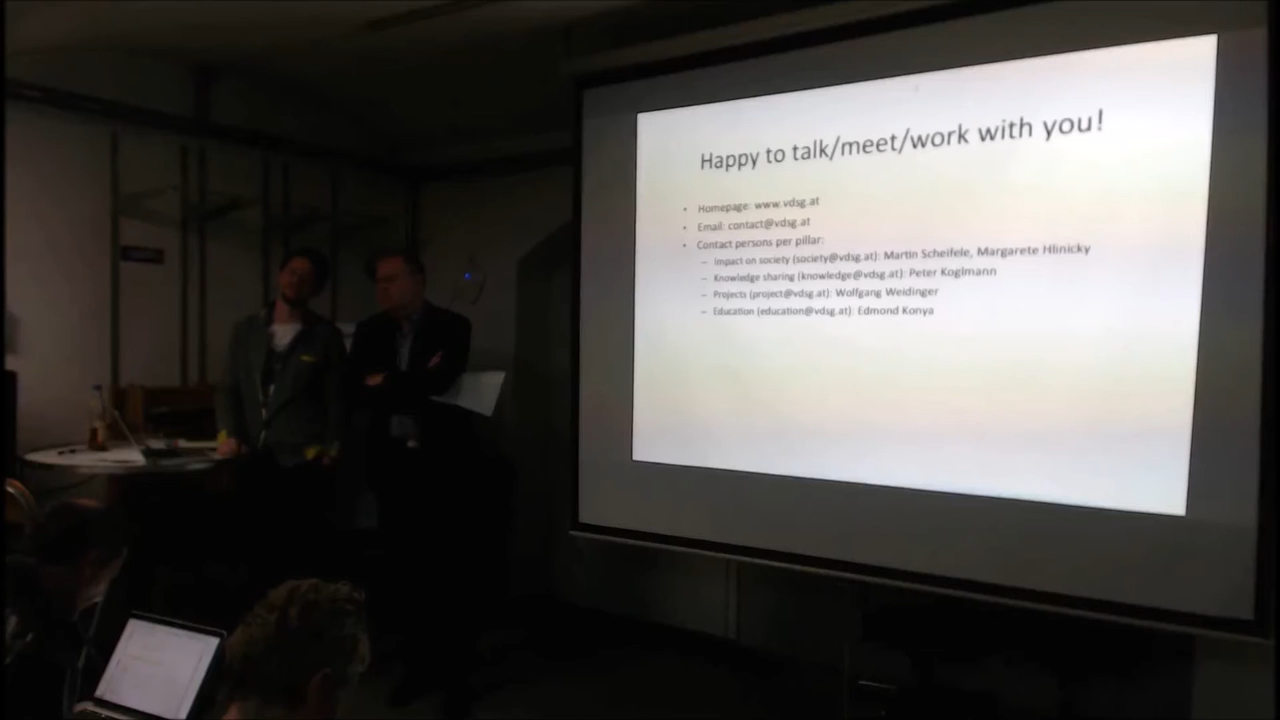 Happy to talk/meet/work with you!
• Homepage: www.vdsg.at
• Email: contact@vdsg.at
• Contact persons per pillar:
– Impact on society (society@vdsg.at): Martin Scheifele, Margarete Hlinicky
– Knowledge sharing (knowledge@vdsg.at): Peter Koglmann
– Projects (project@vdsg.at): Wolfgang Weidinger
– Education (education@vdsg.at): Edmond Konya